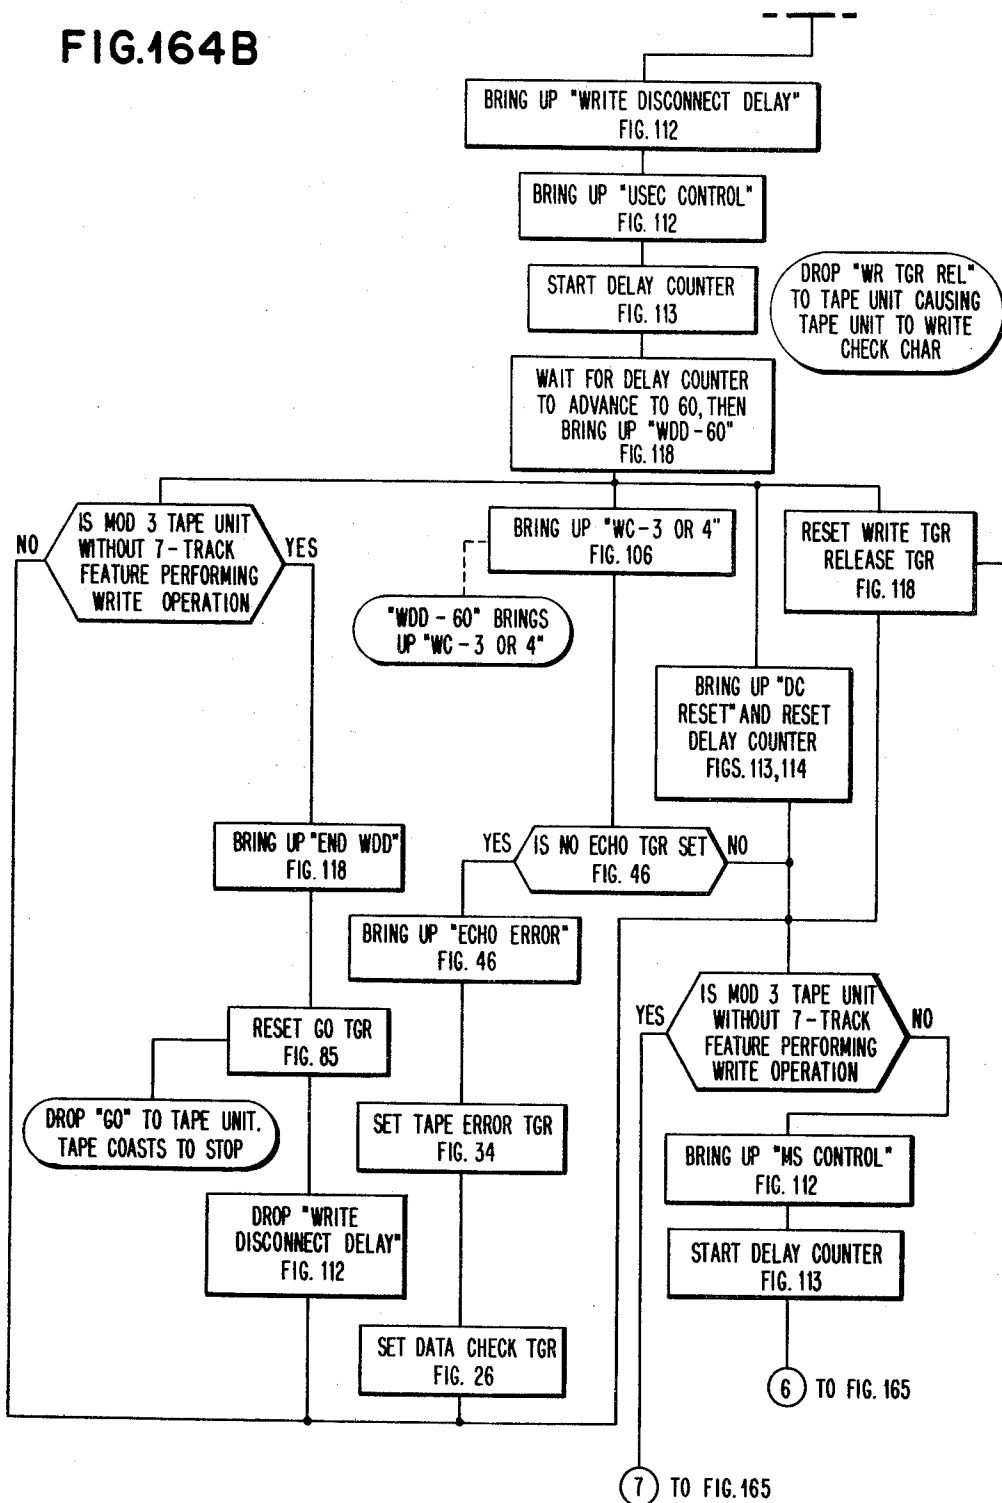 FIG.164B
BRING UP "WRITE DISCONNECT DELAY"
FIG. 112
BRING UP "USEC CONTROL"
FIG. 112
START DELAY COUNTER
FIG. 113
DROP "WR TGR REL"
TO TAPE UNIT CAUSING
TAPE UNIT TO WRITE
CHECK CHAR
WAIT FOR DELAY COUNTER
TO ADVANCE TO 60, THEN
BRING UP "WDD-60"
FIG. 118
NO
IS MOD 3 TAPE UNIT
WITHOUT 7-TRACK
FEATURE PERFORMING
WRITE OPERATION
YES
BRING UP "WC-3 OR 4"
FIG. 106
RESET WRITE TGR
RELEASE TGR
FIG. 118
"WDD-60" BRINGS
UP "WC-3 OR 4"
BRING UP "DC
RESET" AND RESET
DELAY COUNTER
FIGS. 113,114
BRING UP "END WDD"
FIG. 118
YES
IS NO ECHO TGR SET
FIG. 46
NO
BRING UP "ECHO ERROR"
FIG. 46
RESET GO TGR
FIG. 85
YES
IS MOD 3 TAPE UNIT
WITHOUT 7-TRACK
FEATURE PERFORMING
WRITE OPERATION
NO
DROP "GO" TO TAPE UNIT.
TAPE COASTS TO STOP
SET TAPE ERROR TGR
FIG. 34
BRING UP "MS CONTROL"
FIG. 112
DROP "WRITE
DISCONNECT DELAY"
FIG. 112
START DELAY COUNTER
FIG. 113
SET DATA CHECK TGR
FIG. 26
6 TO FIG. 165
7 TO FIG.165